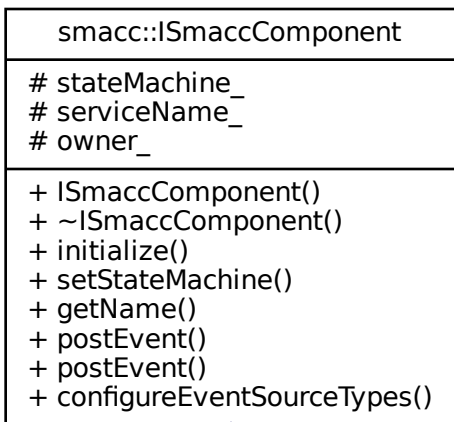 smacc::ISmaccComponent
# stateMachine_
# serviceName_
# owner_
+ ISmaccComponent()
+ ~ISmaccComponent()
+ initialize()
+ setStateMachine()
+ getName()
+ postEvent()
+ postEvent()
+ configureEventSourceTypes()